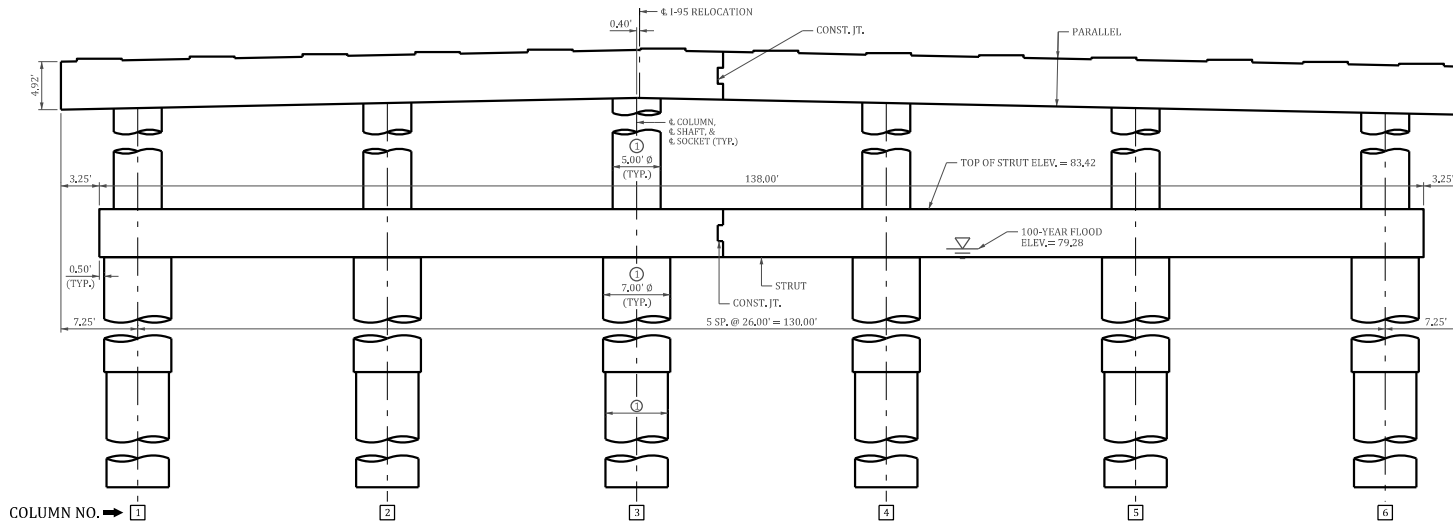 ℄ I-95 RELOCATION
0.40'
CONST. JT.
PARALLEL
4.92'
℄ COLUMN,
℄ SHAFT, &
℄ SOCKET (TYP.)
1
5.00' Ø
(TYP.)
TOP OF STRUT ELEV. = 83.42
3.25'
138.00'
3.25'
100-YEAR FLOOD
ELEV.= 79.28
0.50'
(TYP.)
1
7.00' Ø
(TYP.)
STRUT
CONST. JT.
7.25'
5 SP. @ 26.00' = 130.00'
7.25'
1
COLUMN NO.
1
2
3
4
5
6